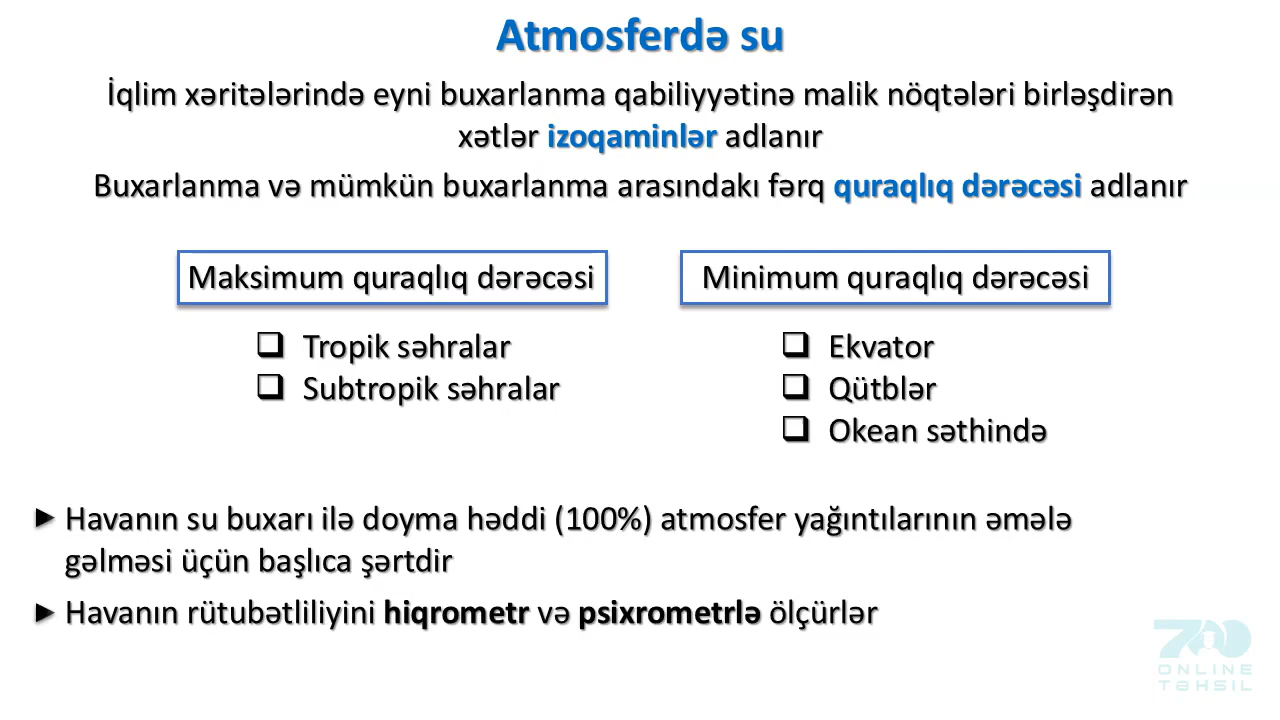 Atmosferdə su
İqlim xəritələrində eyni buxarlanma qabiliyyətinə malik nöqtələri birləşdirən
xətlər izoqaminlər adlanır
Buxarlanma və mümkün buxarlanma arasındakı fərq quraqlıq dərəcəsi adlanır
Maksimum quraqlıq dərəcəsi
❑ Tropik səhralar
❑ Subtropik səhralar
Minimum quraqlıq dərəcəsi
❑ Ekvator
❑ Qütblər
❑ Okean səthində
► Havanın su buxarı ilə doyma həddi (100%) atmosfer yağıntılarının əmələ
gəlməsi üçün başlıca şərtdir
► Havanın rütubətliliyini hiqrometr və psixrometrlə ölçürlər
700
ONLINE
TƏHSIL